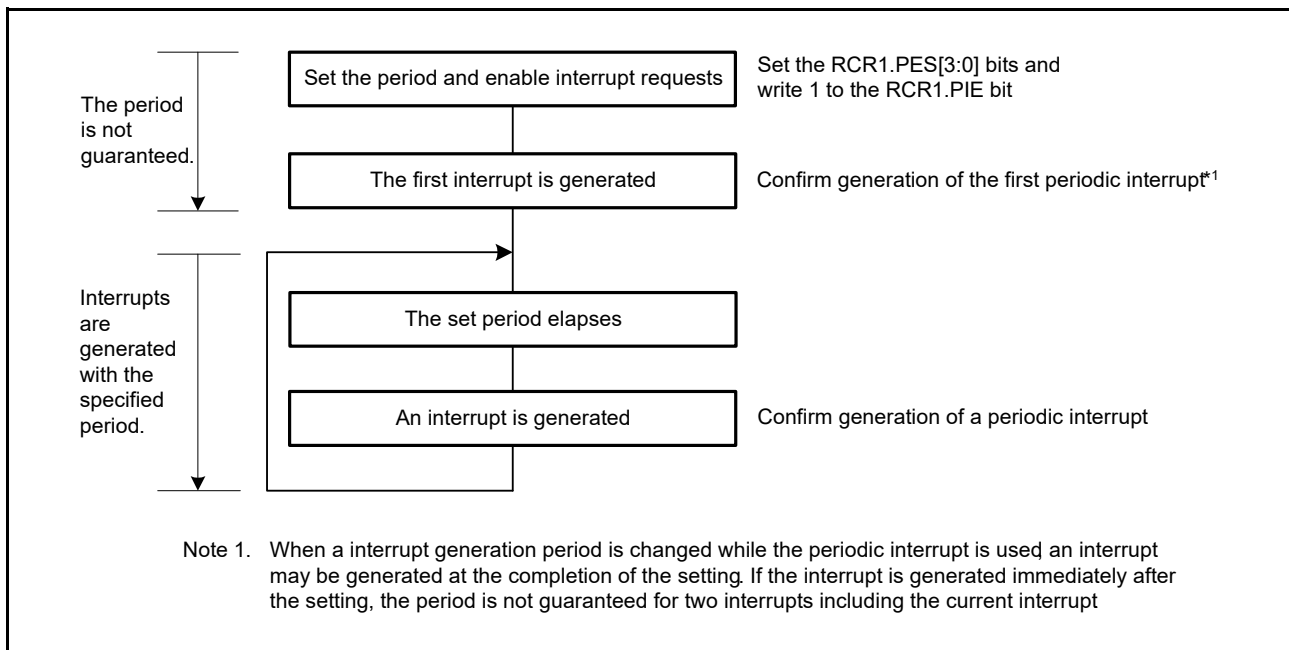 Set the period and enable interrupt requests
Set the RCR1.PES[3:0] bits and
write 1 to the RCR1.PIE bit
The period
is not
guaranteed.
The first interrupt is generated
Confirm generation of the first periodic interrupt*1
Interrupts
are
generated
with the
specified
period.
The set period elapses
An interrupt is generated
Confirm generation of a periodic interrupt
Note 1. When a interrupt generation period is changed while the periodic interrupt is used, an interrupt
may be generated at the completion of the setting. If the interrupt is generated immediately after
the setting, the period is not guaranteed for two interrupts including the current interrupt